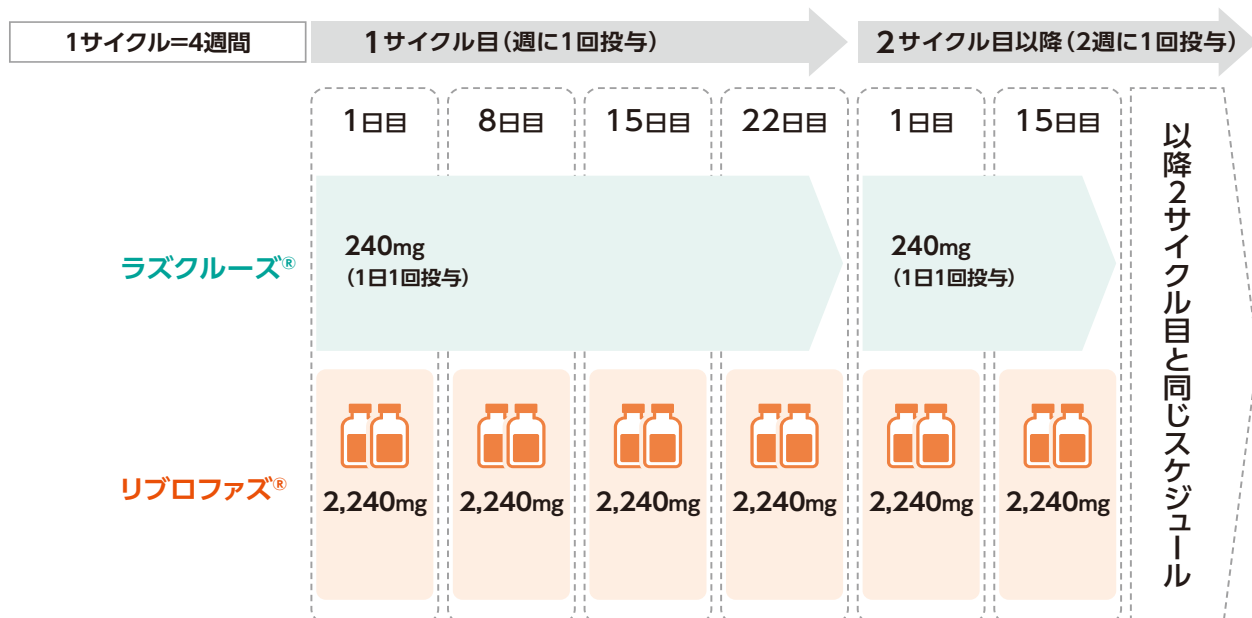 1サイクル=4週間
1サイクル目(週に1回投与)
2サイクル目以降(2週に1回投与)
1日目
8日目
15日目
22日目
1日目
15日目
以降2サイクル目と同じスケジュール
ラズクルーズ®
240mg
(1日1回投与)
240mg
(1日1回投与)
リブロファズ®
2,240mg
2,240mg
2,240mg
2,240mg
2,240mg
2,240mg